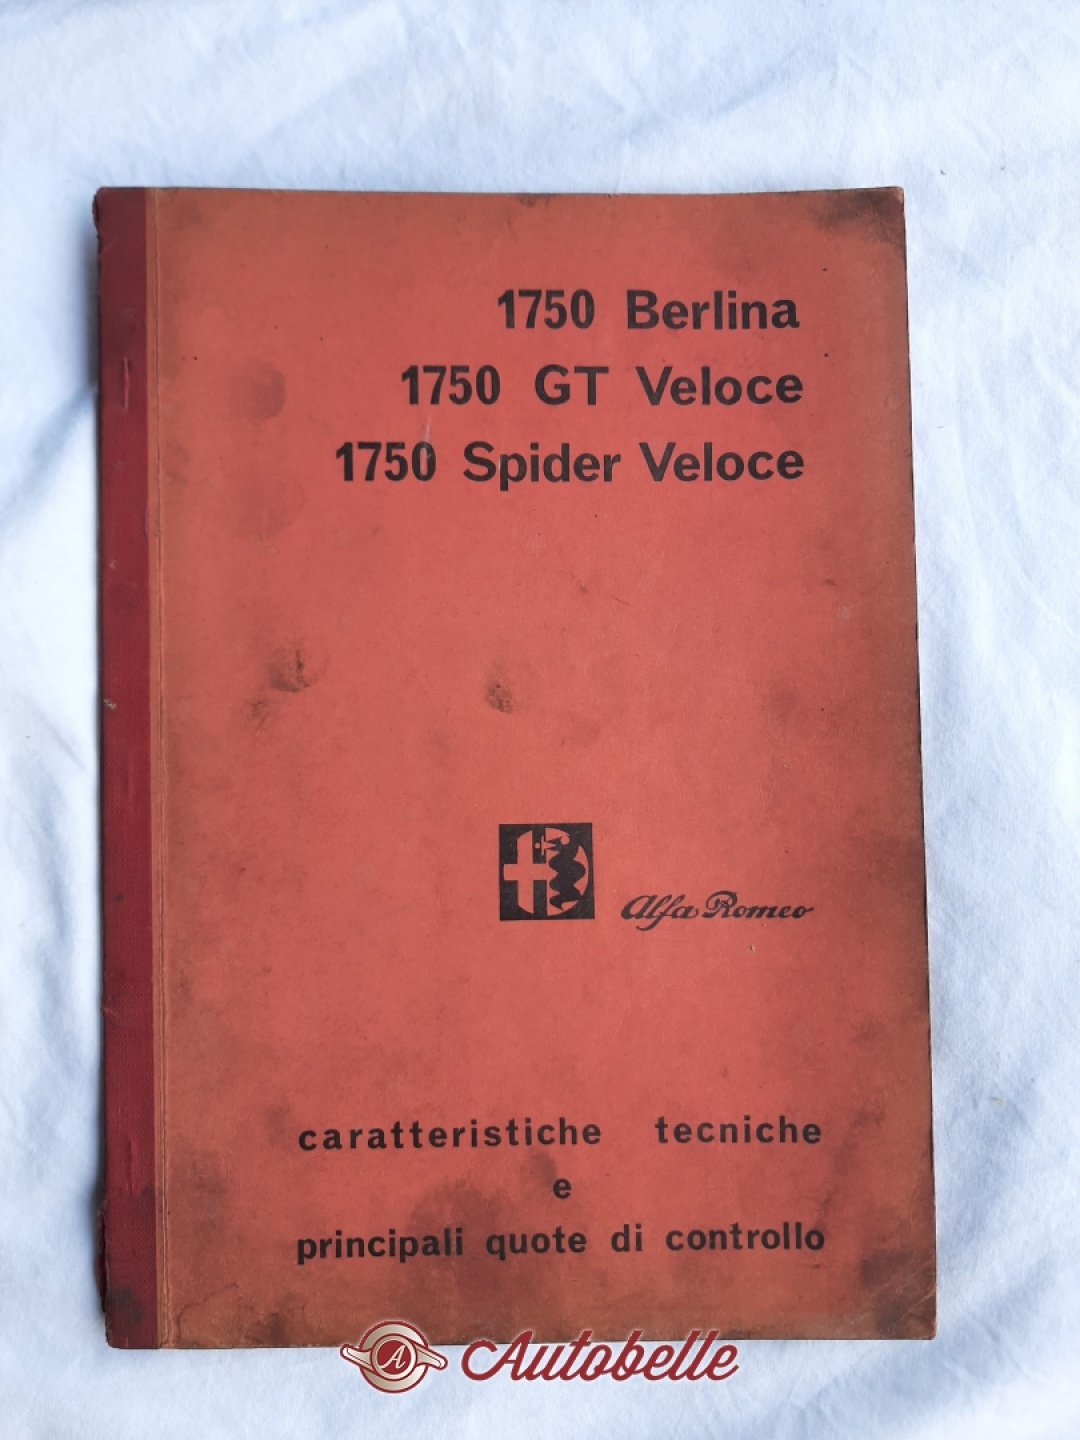 1750 Berlina
1750 GT Veloce
1750 Spider Veloce
Alfa Romeo
caratteristiche tecniche
e
principali quote di controllo
A Autobelle